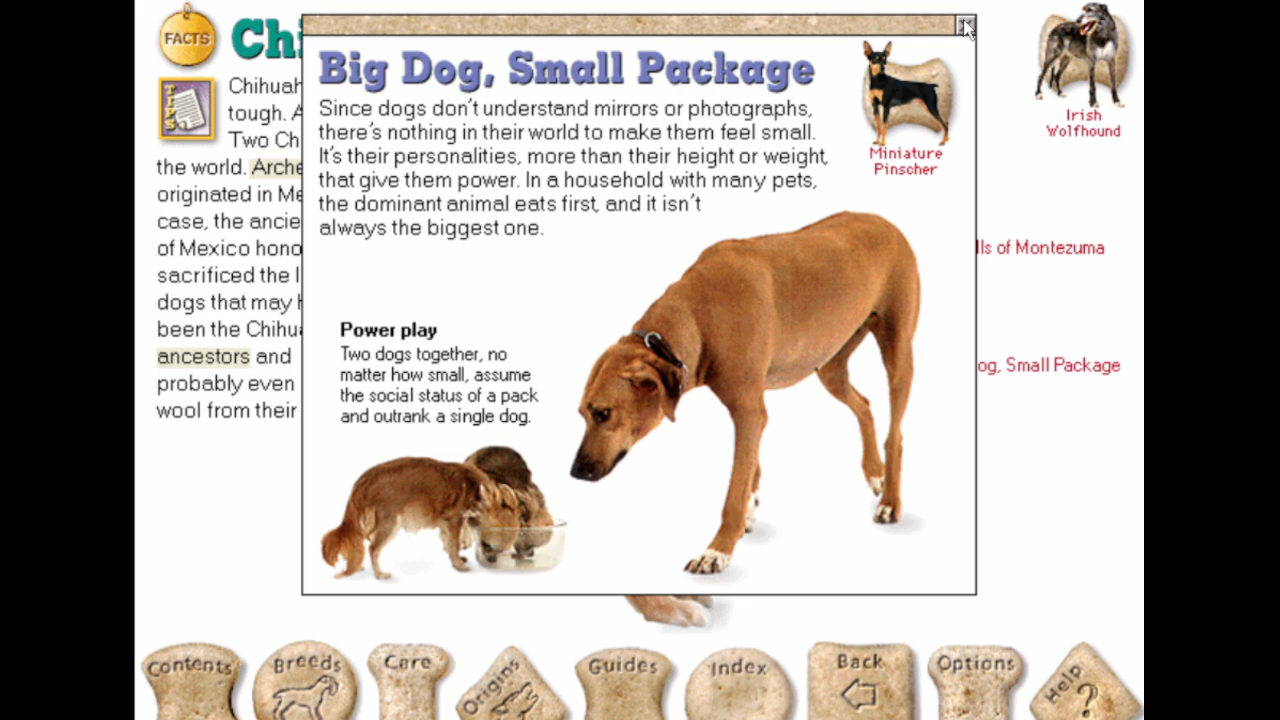 FACTS
Chi
TIPS
Chihuah
tough. A
Two Ch
the world. Arche
originated in Me
case, the ancie
of Mexico hono
sacrificed the l
dogs that may h
been the Chihua
ancestors and
probably even
wool from their
Big Dog, Small Package
Since dogs don't understand mirrors or photographs,
there's nothing in their world to make them feel small.
It's their personalities, more than their height or weight,
that give them power. In a household with many pets,
the dominant animal eats first, and it isn't
always the biggest one.
Miniature
Pinscher
Power play
Two dogs together, no
matter how small, assume
the social status of a pack
and outrank a single dog.
Irish
Wolfhound
lls of Montezuma
og, Small Package
Contents
Breeds
Care
Origins
Guides
Index
Back
Options
Help
?